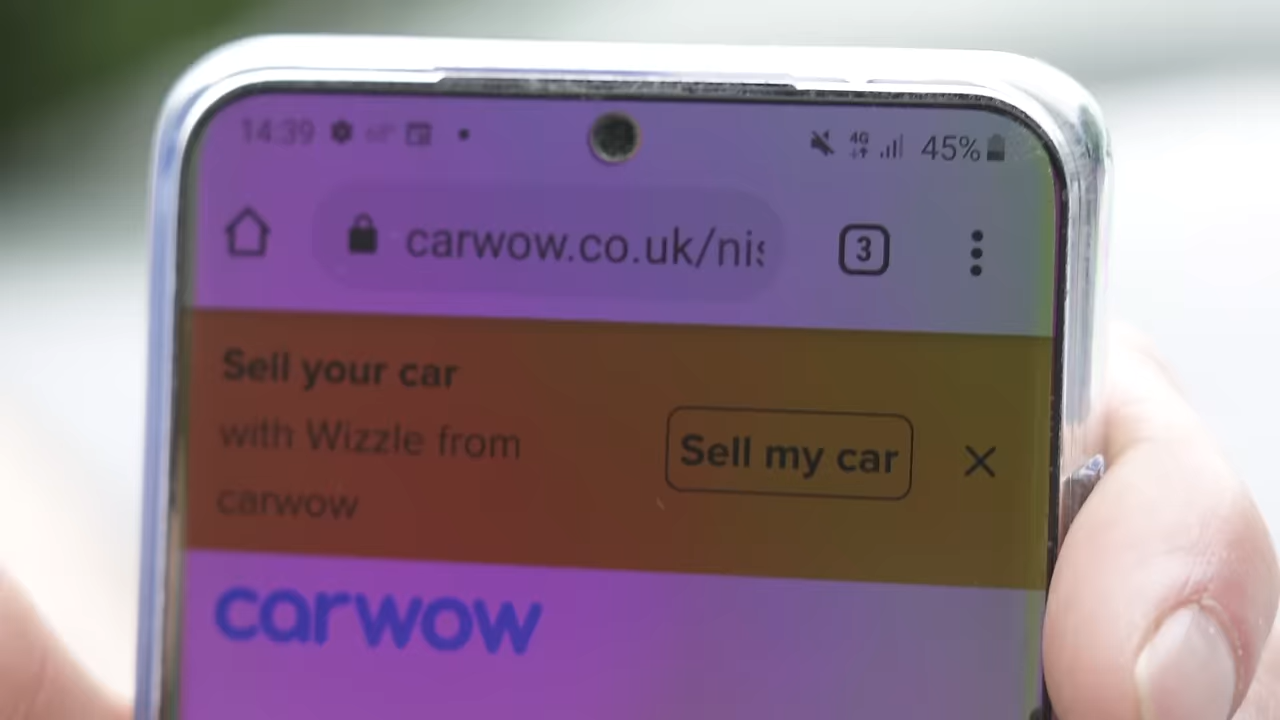 14:39
4G 45%
carwow.co.uk/nis
3
Sell your car
with Wizzle from
carwow
Sell my car
carwow